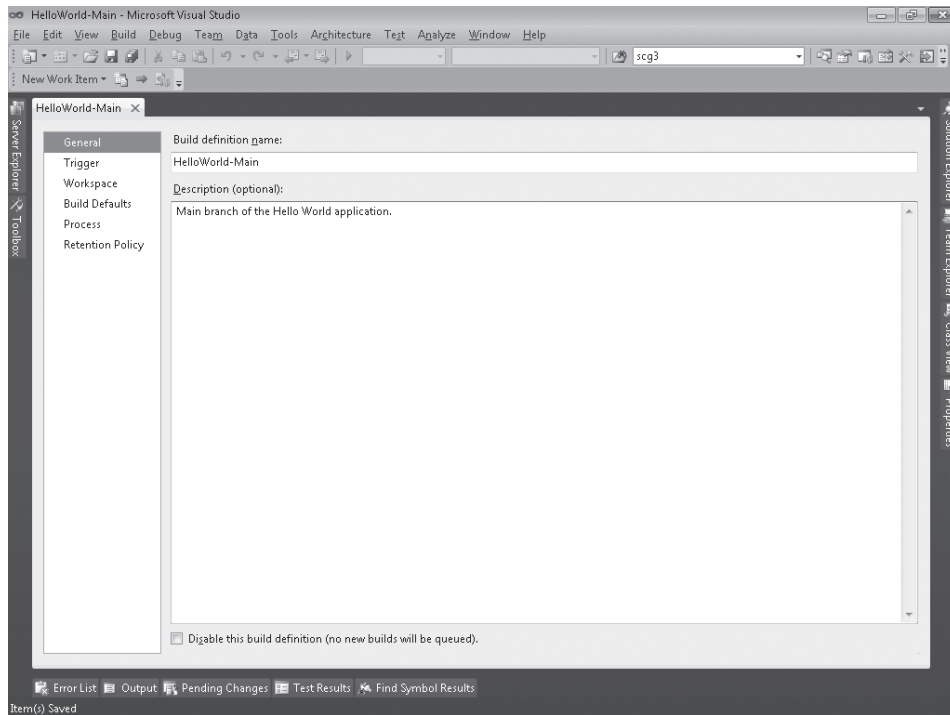 HelloWorld-Main - Microsoft Visual Studio
File Edit View Build Debug Team Data Tools Architecture Test Analyze Window Help
scg3
New Work Item
HelloWorld-Main
Server Explorer
Toolbox
General
Trigger
Workspace
Build Defaults
Process
Retention Policy
Build definition name:
HelloWorld-Main
Description (optional):
Main branch of the Hello World application.
Disable this build definition (no new builds will be queued).
Solution Explorer
Team Explorer
Class View
Properties
Error List Output Pending Changes Test Results Find Symbol Results
Item(s) Saved